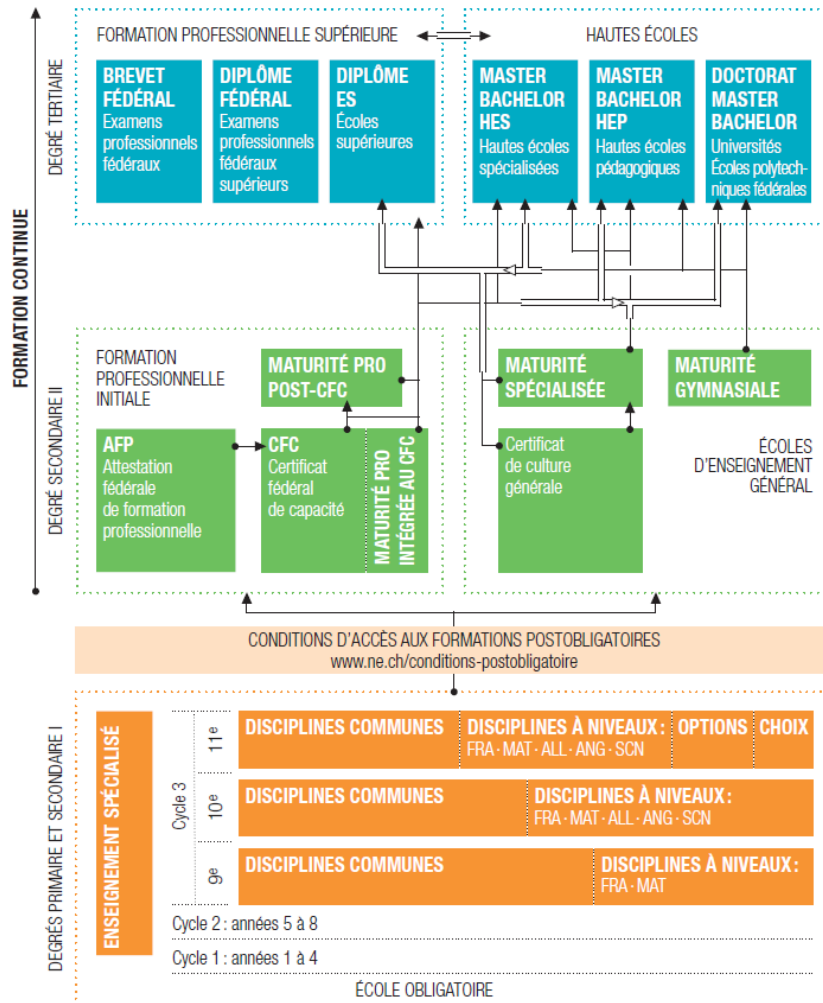 FORMATION CONTINUE
DEGRÉ TERTIAIRE
FORMATION PROFESSIONNELLE SUPÉRIEURE
HAUTES ÉCOLES
BREVET
FÉDÉRAL
Examens
professionnels
fédéraux
DIPLÔME
FÉDÉRAL
Examens
professionnels
fédéraux
supérieurs
DIPLÔME
ES
Écoles
supérieures
MASTER
BACHELOR
HES
Hautes écoles
spécialisées
MASTER
BACHELOR
HEP
Hautes écoles
pédagogiques
DOCTORAT
MASTER
BACHELOR
Universités
Écoles polytech-
niques fédérales
DEGRÉ SECONDAIRE II
FORMATION
PROFESSIONNELLE
INITIALE
MATURITÉ PRO
POST-CFC
MATURITÉ
SPÉCIALISÉE
MATURITÉ
GYMNASIALE
AFP
Attestation
fédérale
de formation
professionnelle
CFC
Certificat
fédéral
de capacité
MATURITÉ PRO
INTÉGRÉE AU CFC
Certificat
de culture
générale
ÉCOLES
D'ENSEIGNEMENT
GÉNÉRAL
CONDITIONS D'ACCÈS AUX FORMATIONS POSTOBLIGATOIRES
www.ne.ch/conditions-postobligatoire
DEGRÉS PRIMAIRE ET SECONDAIRE I
ENSEIGNEMENT SPÉCIALISÉ
Cycle 3
11e
DISCIPLINES COMMUNES
DISCIPLINES À NIVEAUX :
FRA · MAT · ALL · ANG · SCN
OPTIONS
CHOIX
10e
DISCIPLINES COMMUNES
DISCIPLINES À NIVEAUX :
FRA · MAT · ALL · ANG · SCN
9e
DISCIPLINES COMMUNES
DISCIPLINES À NIVEAUX :
FRA · MAT
Cycle 2 : années 5 à 8
Cycle 1 : années 1 à 4
ÉCOLE OBLIGATOIRE